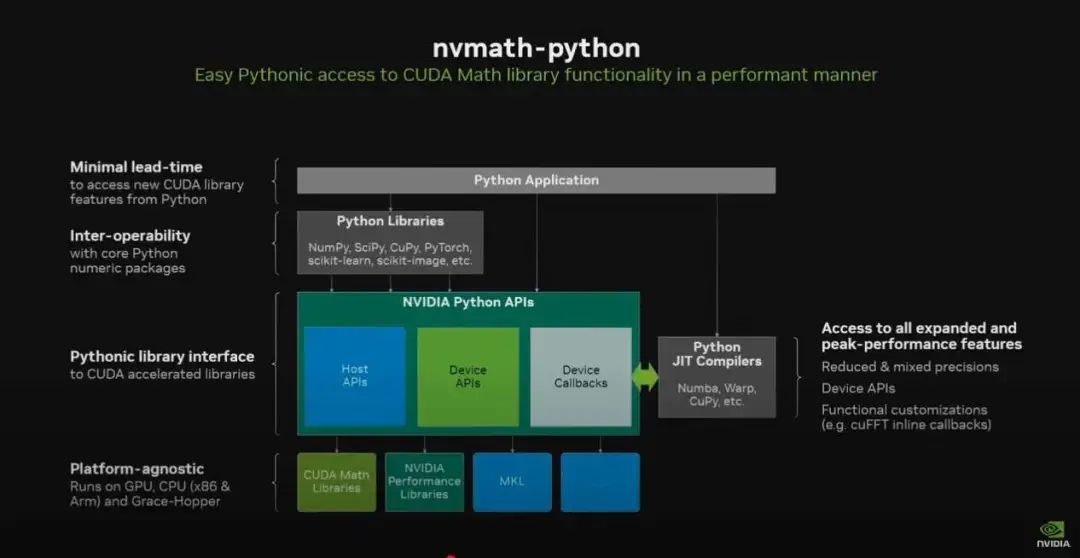 nvmath-python
Easy Pythonic access to CUDA Math library functionality in a performant manner
Minimal lead-time
to access new CUDA library
features from Python
Python Application
Inter-operability
with core Python
numeric packages
Python Libraries
NumPy, SciPy, CuPy, PyTorch,
scikit-learn, scikit-image, etc.
Pythonic library interface
to CUDA accelerated libraries
NVIDIA Python APIs
Host
APIs
Device
APIs
Device
Callbacks
Python
JIT Compilers
Numba, Warp,
CuPy, etc.
Access to all expanded and
peak-performance features
Reduced & mixed precisions
Device APIs
Functional customizations
(e.g. cuFFT inline callbacks)
Platform-agnostic
Runs on GPU, CPU (x86 &
Arm) and Grace-Hopper
CUDA Math
Libraries
NVIDIA
Performance
Libraries
MKL
NVIDIA.